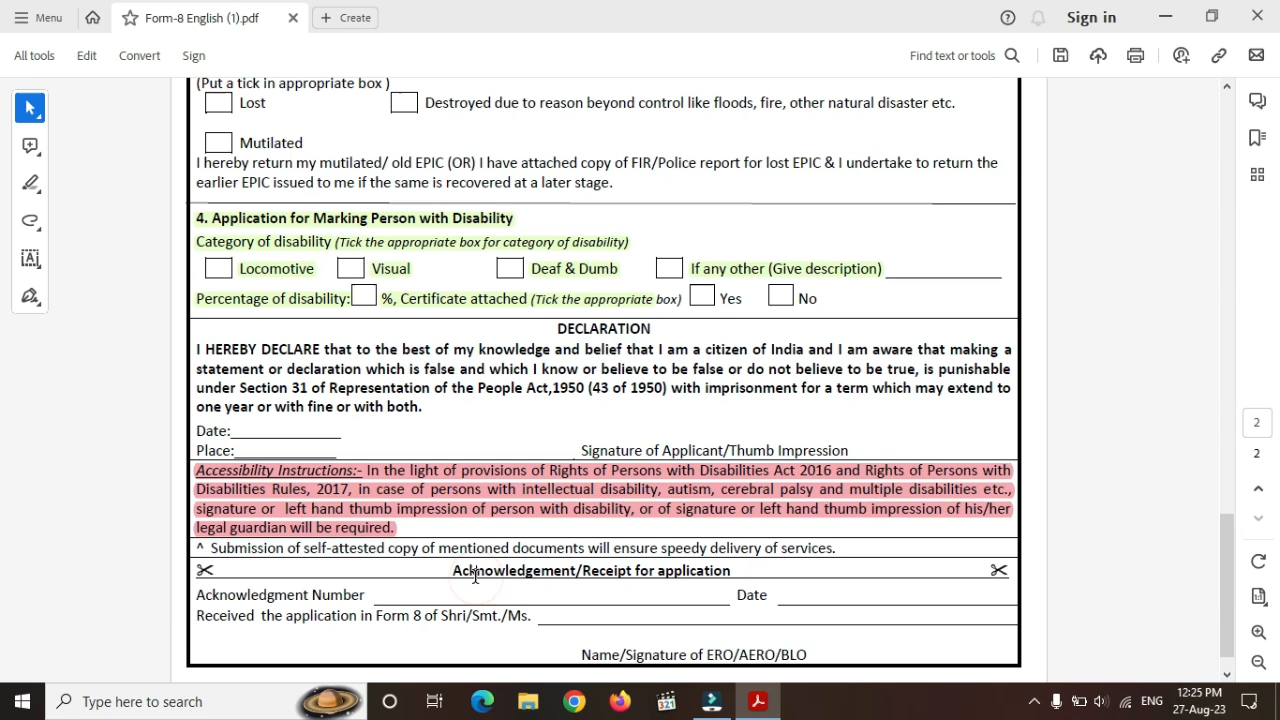 Menu
Form-8 English (1).pdf
Create
Sign in
All tools
Edit
Convert
Sign
Find text or tools
(Put a tick in appropriate box )
Lost
Destroyed due to reason beyond control like floods, fire, other natural disaster etc.
Mutilated
I hereby return my mutilated/ old EPIC (OR) I have attached copy of FIR/Police report for lost EPIC & I undertake to return the
earlier EPIC issued to me if the same is recovered at a later stage.
4. Application for Marking Person with Disability
Category of disability (Tick the appropriate box for category of disability)
Locomotive
Visual
Deaf & Dumb
If any other (Give description)
Percentage of disability: %, Certificate attached (Tick the appropriate box) Yes No
DECLARATION
I HEREBY DECLARE that to the best of my knowledge and belief that I am a citizen of India and I am aware that making a
statement or declaration which is false and which I know or believe to be false or do not believe to be true, is punishable
under Section 31 of Representation of the People Act,1950 (43 of 1950) with imprisonment for a term which may extend to
one year or with fine or with both.
Date:
Place:
Signature of Applicant/Thumb Impression
Accessibility Instructions:- In the light of provisions of Rights of Persons with Disabilities Act 2016 and Rights of Persons with
Disabilities Rules, 2017, in case of persons with intellectual disability, autism, cerebral palsy and multiple disabilities etc.,
signature or left hand thumb impression of person with disability, or of signature or left hand thumb impression of his/her
legal guardian will be required.
^ Submission of self-attested copy of mentioned documents will ensure speedy delivery of services.
Acknowledgement/Receipt for application
Acknowledgment Number
Date
Received the application in Form 8 of Shri/Smt./Ms.
Name/Signature of ERO/AERO/BLO
2
2
Type here to search
321
ENG
12:25 PM
27-Aug-23